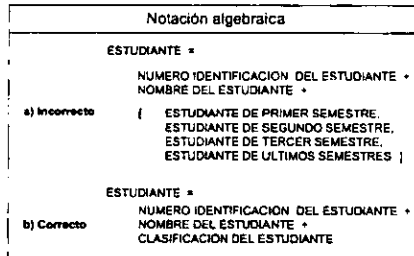 Notación algebraica
ESTUDIANTE =
NUMERO IDENTIFICACION DEL ESTUDIANTE +
NOMBRE DEL ESTUDIANTE +
a) Incorrecto [ ESTUDIANTE DE PRIMER SEMESTRE,
ESTUDIANTE DE SEGUNDO SEMESTRE,
ESTUDIANTE DE TERCER SEMESTRE,
ESTUDIANTE DE ULTIMOS SEMESTRES ]
ESTUDIANTE =
NUMERO IDENTIFICACIÓN DEL ESTUDIANTE +
b) Correcto NOMBRE DEL ESTUDIANTE +
CLASIFICACION DEL ESTUDIANTE